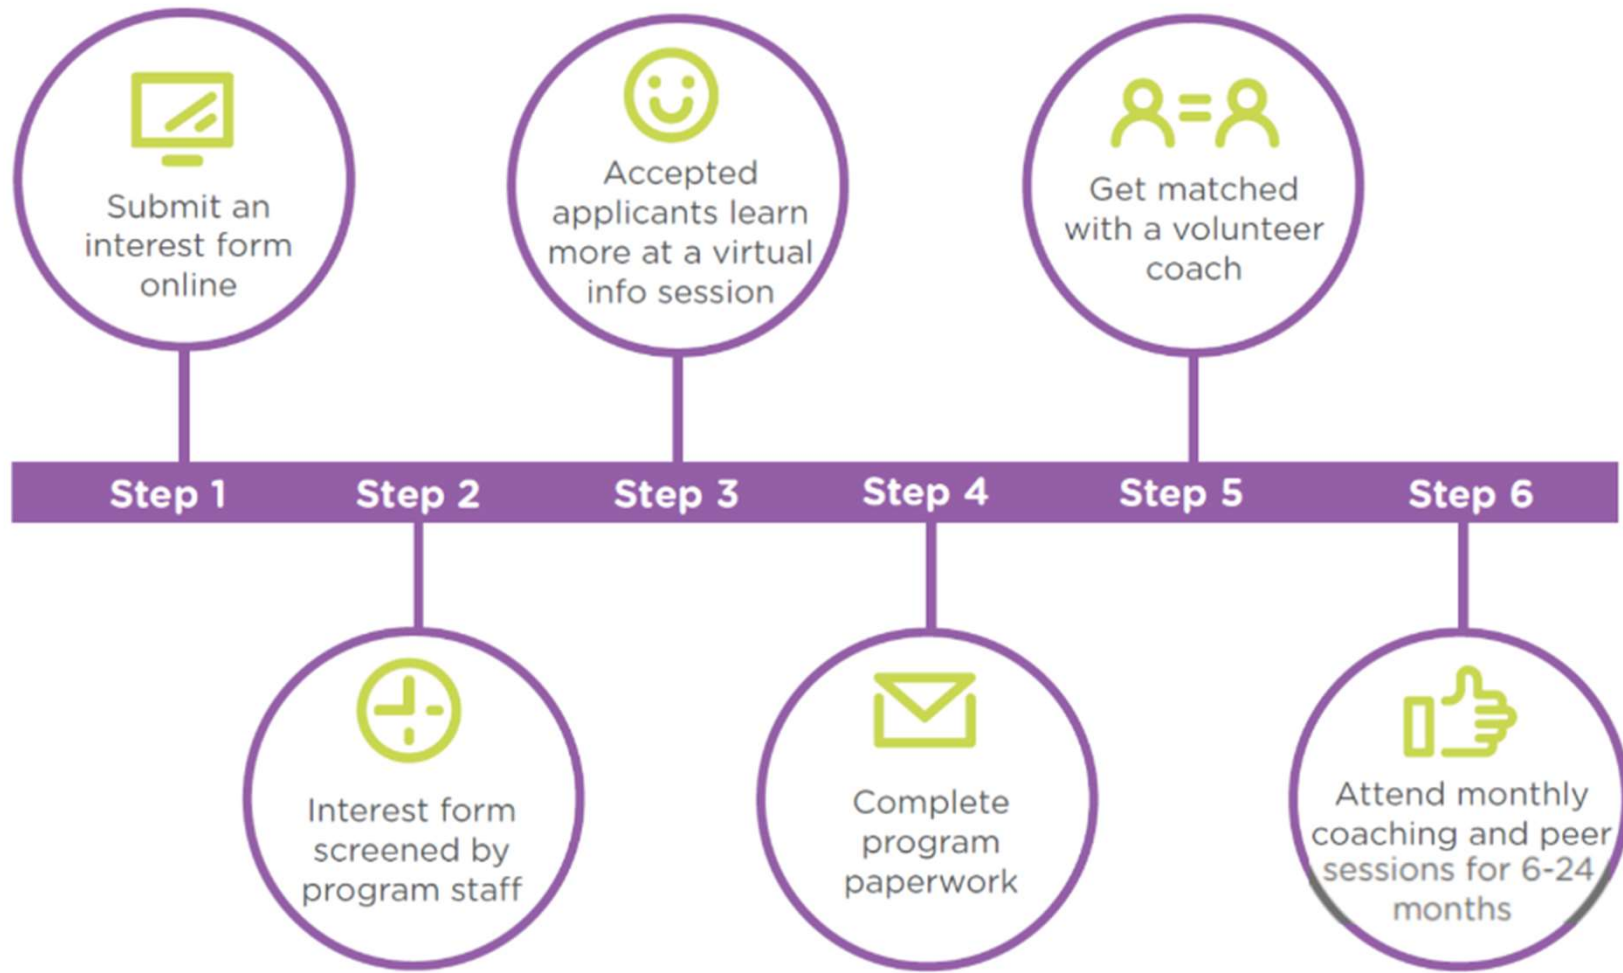 Submit an
interest form
online
Accepted
applicants learn
more at a virtual
info session
Get matched
with a volunteer
coach
Step 1
Step 2
Step 3
Step 4
Step 5
Step 6
Interest form
screened by
program staff
Complete
program
paperwork
Attend monthly
coaching and peer
sessions for 6-24
months